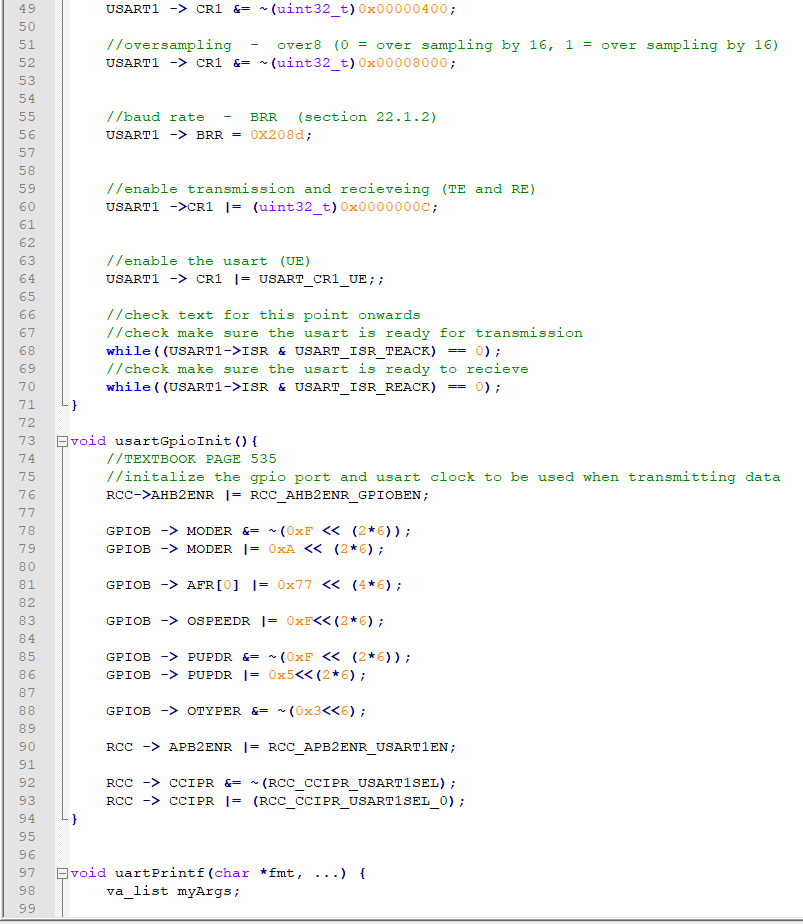 49 USART1 -> CR1 &= ~(uint32_t)0x00000400;
50
51 //oversampling  -  over8 (0 = over sampling by 16, 1 = over sampling by 16)
52 USART1 -> CR1 &= ~(uint32_t)0x00008000;
53
54
55 //baud rate  -  BRR  (section 22.1.2)
56 USART1 -> BRR = 0X208d;
57
58
59 //enable transmission and recieveing (TE and RE)
60 USART1 ->CR1 |= (uint32_t)0x0000000C;
61
62
63 //enable the usart (UE)
64 USART1 -> CR1 |= USART_CR1_UE;;
65
66 //check text for this point onwards
67 //check make sure the usart is ready for transmission
68 while((USART1->ISR & USART_ISR_TEACK) == 0);
69 //check make sure the usart is ready to recieve
70 while((USART1->ISR & USART_ISR_REACK) == 0);
71 }
72
73 void usartGpioInit(){
74 //TEXTBOOK PAGE 535
75 //initalize the gpio port and usart clock to be used when transmitting data
76 RCC->AHB2ENR |= RCC_AHB2ENR_GPIOBEN;
77
78 GPIOB -> MODER &= ~(0xF << (2*6));
79 GPIOB -> MODER |= 0xA << (2*6);
80
81 GPIOB -> AFR[0] |= 0x77 << (4*6);
82
83 GPIOB -> OSPEEDR |= 0xF<<(2*6);
84
85 GPIOB -> PUPDR &= ~(0xF << (2*6));
86 GPIOB -> PUPDR |= 0x5<<(2*6);
87
88 GPIOB -> OTYPER &= ~(0x3<<6);
89
90 RCC -> APB2ENR |= RCC_APB2ENR_USART1EN;
91
92 RCC -> CCIPR &= ~(RCC_CCIPR_USART1SEL);
93 RCC -> CCIPR |= (RCC_CCIPR_USART1SEL_0);
94 }
95
96
97 void uartPrintf(char *fmt, ...) {
98 va_list myArgs;
99